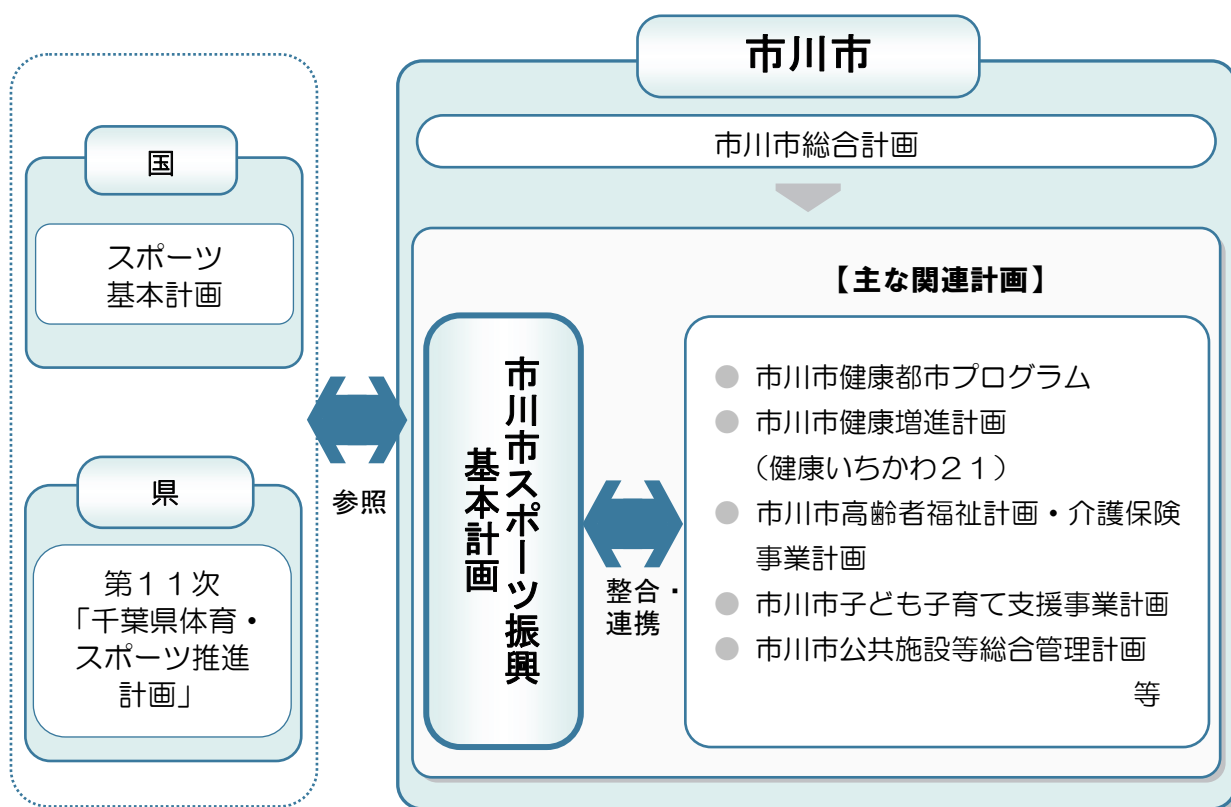 市川市
市川市総合計画
国
スポーツ
基本計画
県
第１１次
「千葉県体育・
スポーツ推進
計画」
参照
市川市スポーツ振興
基本計画
整合・
連携
【主な関連計画】
● 市川市健康都市プログラム
● 市川市健康増進計画
（健康いちかわ２１）
● 市川市高齢者福祉計画・介護保険
事業計画
● 市川市子ども子育て支援事業計画
● 市川市公共施設等総合管理計画
等